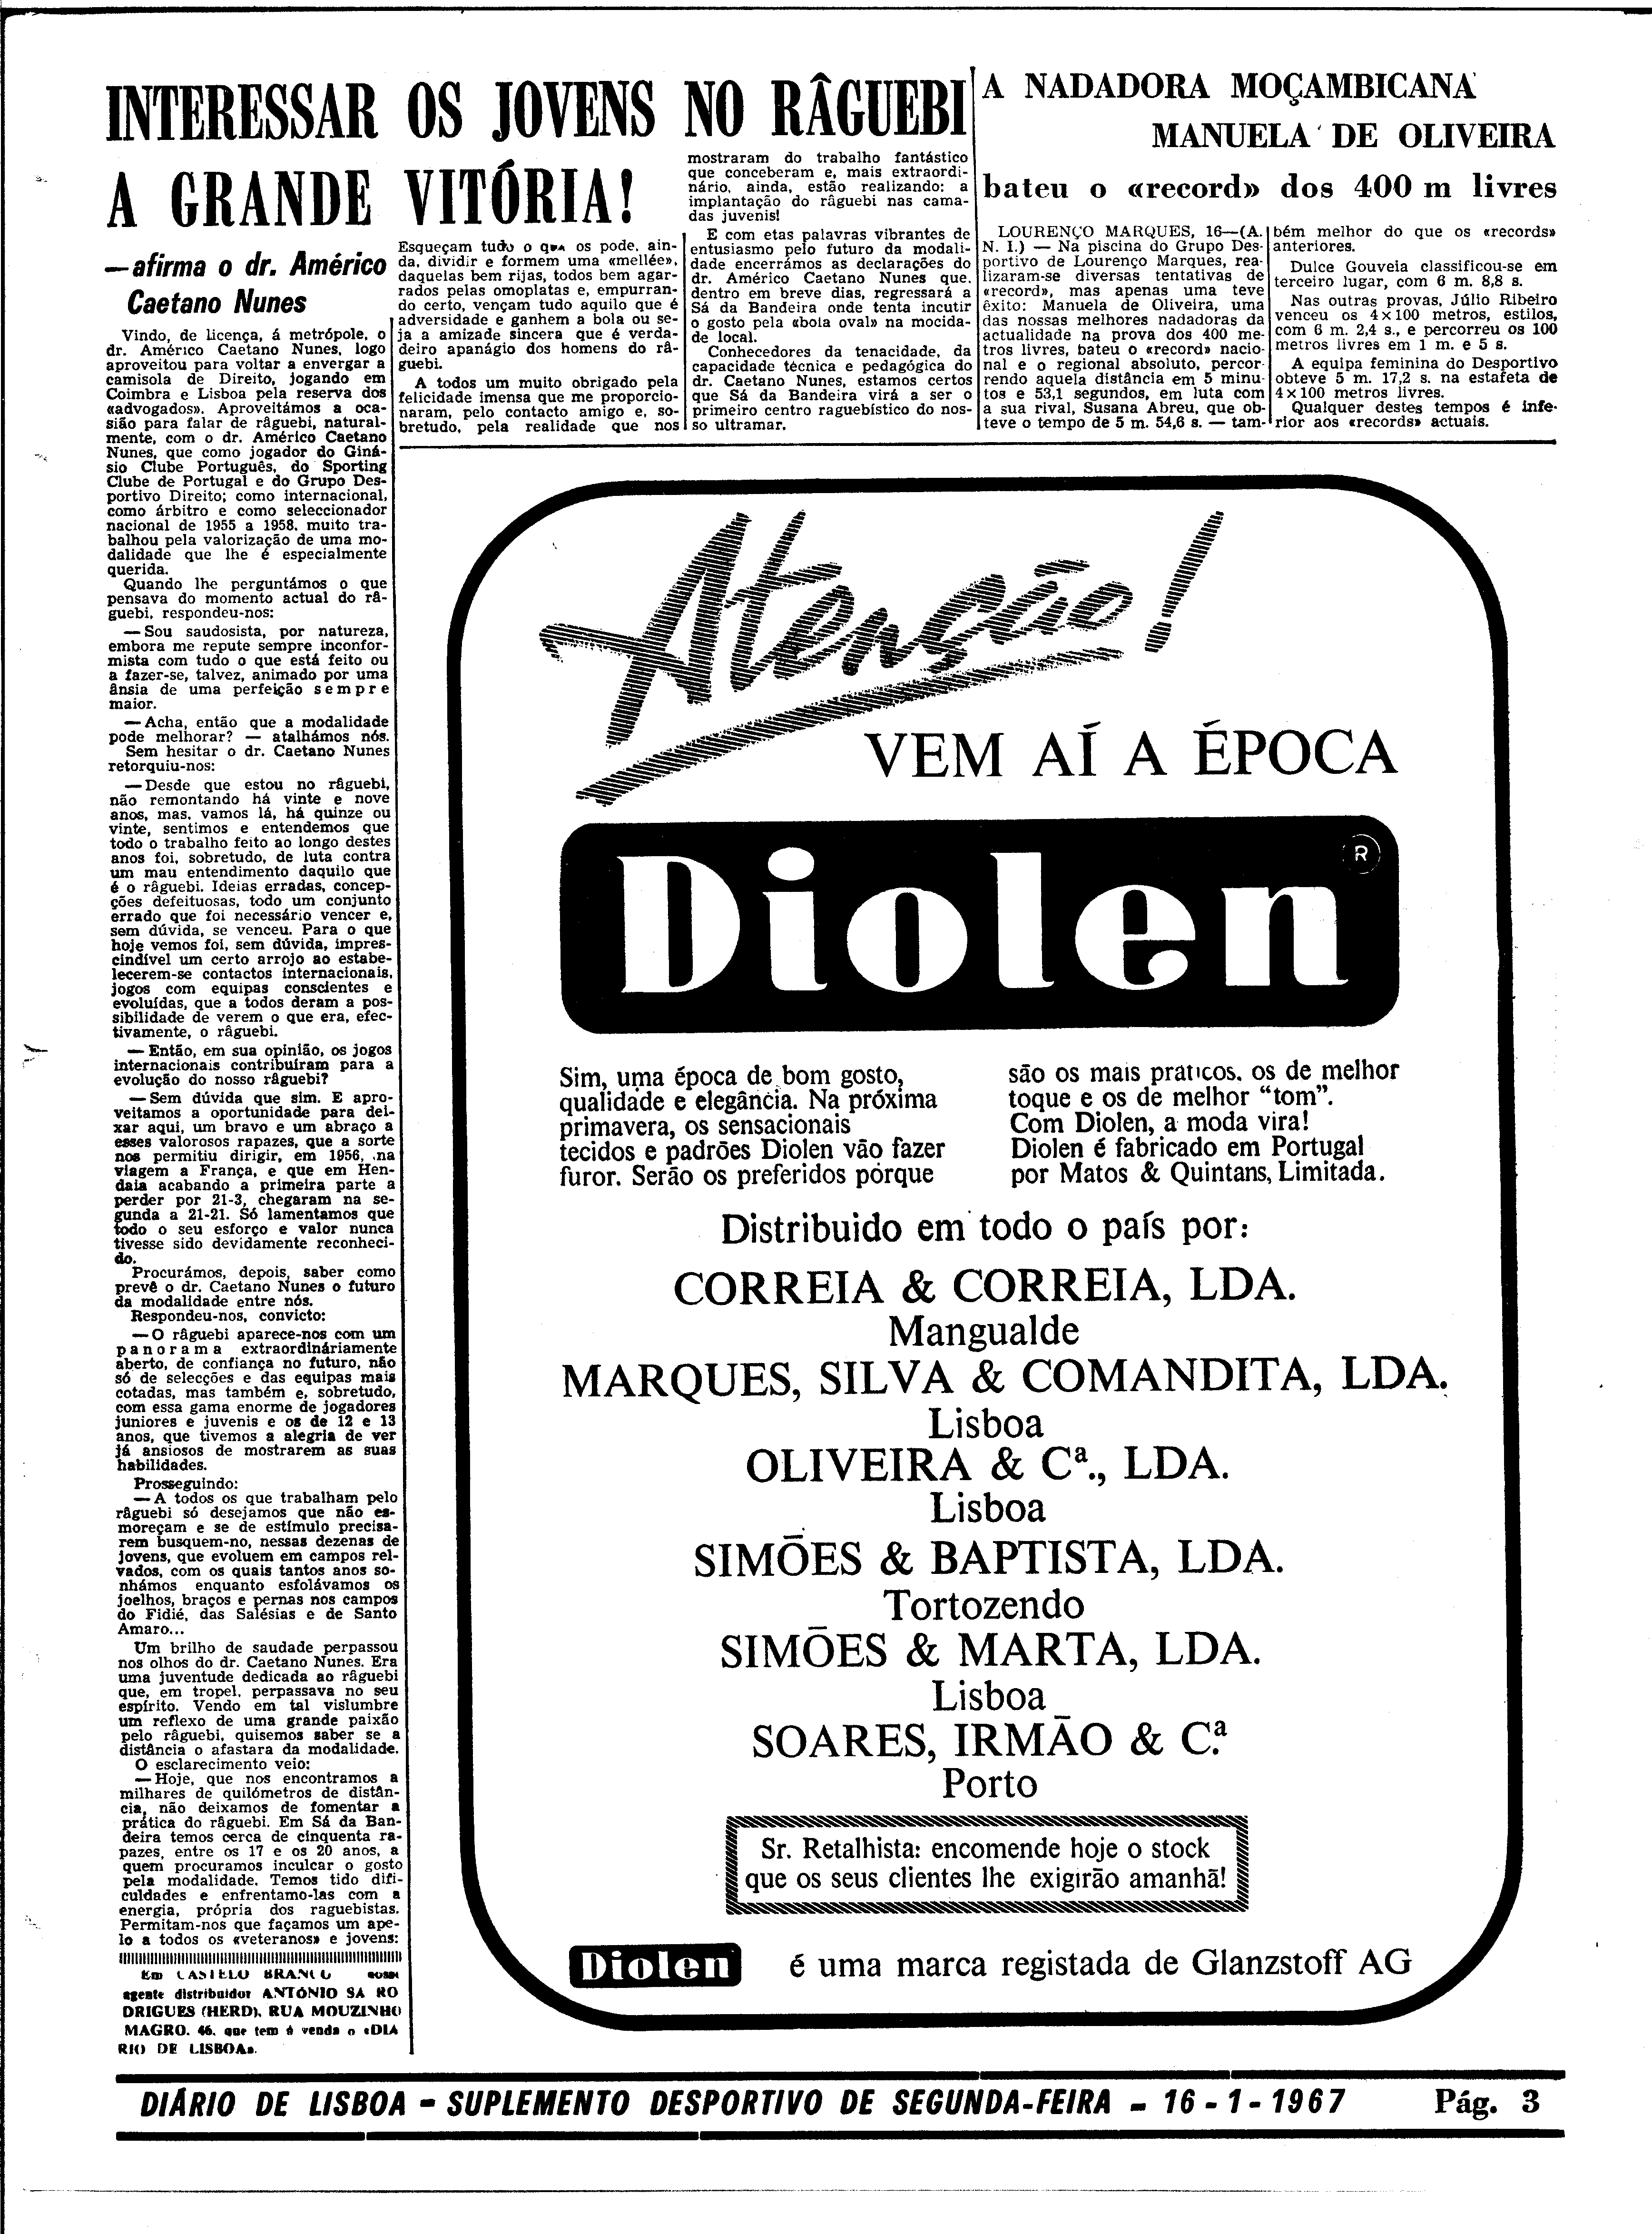 INTERESSAR OS JOVENS NO RÂGUEBI
A GRANDE VITÓRIA!
—afirma o dr. Américo
Caetano Nunes
Vindo, de licença, á metrópole, o
dr. Américo Caetano Nunes, logo
aproveitou para voltar a envergar a
camisola de Direito, jogando em
Coimbra e Lisboa pela reserva dos
«advogados». Aproveitámos a oca-
sião para falar de râguebi, natural-
mente, com o dr. Américo Caetano
Nunes, que como jogador do Giná-
sio Clube Português, do Sporting
Clube de Portugal e do Grupo Des-
portivo Direito; como internacional,
como árbitro e como seleccionador
nacional de 1955 a 1958, muito tra-
balhou pela valorização de uma mo-
dalidade que lhe é especialmente
querida.
Quando lhe perguntámos o que
pensava do momento actual do râ-
guebi, respondeu-nos:
— Sou saudosista, por natureza,
embora me repute sempre inconfor-
mista com tudo o que está feito ou
a fazer-se, talvez, animado por uma
ânsia de uma perfeição sempre
maior.
— Acha, então que a modalidade
pode melhorar? — atalhámos nós.
Sem hesitar o dr. Caetano Nunes
retorquiu-nos:
— Desde que estou no râguebi,
não remontando há vinte e nove
anos, mas, vamos lá, há quinze ou
vinte, sentimos e entendemos que
todo o trabalho feito ao longo destes
anos foi, sobretudo, de luta contra
um mau entendimento daquilo que
é o râguebi. Ideias erradas, concep-
ções defeituosas, todo um conjunto
errado que foi necessário vencer e,
sem dúvida, se venceu. Para o que
hoje vemos foi, sem dúvida, impres-
cindível um certo arrojo ao estabe-
lecerem-se contactos internacionais,
jogos com equipas conscientes e
evoluídas, que a todos deram a pos-
sibilidade de verem o que era, efec-
tivamente, o râguebi.
— Então, em sua opinião, os jogos
internacionais contribuíram para a
evolução do nosso râguebi?
— Sem dúvida que sim. E apro-
veitamos a oportunidade para dei-
xar aqui, um bravo e um abraço a
esses valorosos rapazes, que a sorte
nos permitiu dirigir, em 1956, na
viagem a França, e que em Hen-
daia acabando a primeira parte a
perder por 21-3, chegaram na se-
gunda a 21-21. Só lamentamos que
todo o seu esforço e valor nunca
tivesse sido devidamente reconheci-
do.
Procurámos, depois, saber como
prevê o dr. Caetano Nunes o futuro
da modalidade entre nós.
Respondeu-nos, convicto:
— O râguebi aparece-nos com um
panorama extraordináriamente
aberto, de confiança no futuro, não
só de selecções e das equipas mais
cotadas, mas também e, sobretudo,
com essa gama enorme de jogadores
juniores e juvenis e os de 12 e 13
anos, que tivemos a alegria de ver
já ansiosos de mostrarem as suas
habilidades.
Prosseguindo:
— A todos os que trabalham pelo
râguebi só desejamos que não es-
moreçam e se de estímulo precisa-
rem busquem-no, nessas dezenas de
jovens, que evoluem em campos rel-
vados, com os quais tantos anos so-
nhámos enquanto esfolávamos os
joelhos, braços e pernas nos campos
do Fidié, das Salésias e de Santo
Amaro...
Um brilho de saudade perpassou
nos olhos do dr. Caetano Nunes. Era
uma juventude dedicada ao râguebi
que, em tropel, perpassava no seu
espírito. Vendo em tal vislumbre
um reflexo de uma grande paixão
pelo râguebi, quisemos saber se a
distância o afastara da modalidade.
O esclarecimento veio:
— Hoje, que nos encontramos a
milhares de quilómetros de distân-
cia, não deixamos de fomentar a
prática do râguebi. Em Sá da Ban-
deira temos cerca de cinquenta ra-
pazes, entre os 17 e os 20 anos, a
quem procuramos inculcar o gosto
pela modalidade. Temos tido difi-
culdades e enfrentamo-las com a
energia, própria dos raguebistas.
Permitam-nos que façamos um ape-
lo a todos os «veteranos» e jovens:
Em CASTELO BRANCO nosso
agente distribuidor ANTÓNIO SA RO
DRIGUES (HERD), RUA MOUZINHO
MAGRO. 46. que tem á venda o «DIA
RIO DE LISBOA».
Esqueçam tudo o que os pode, ain-
da, dividir e formem uma «mellée»,
daquelas bem rijas, todos bem agar-
rados pelas omoplatas e, empurran-
do certo, vençam tudo aquilo que é
adversidade e ganhem a bola ou se-
ja a amizade sincera que é verda-
deiro apanágio dos homens do râ-
guebi.
A todos um muito obrigado pela
felicidade imensa que me proporcio-
naram, pelo contacto amigo e, so-
bretudo, pela realidade que nos
mostraram do trabalho fantástico
que conceberam e, mais extraordi-
nário, ainda, estão realizando: a
implantação do râguebi nas cama-
das juvenis!
E com etas palavras vibrantes de
entusiasmo pelo futuro da modali-
dade encerrámos as declarações do
dr. Américo Caetano Nunes que,
dentro em breve dias, regressará a
Sá da Bandeira onde tenta incutir
o gosto pela «bola oval» na mocida-
de local.
Conhecedores da tenacidade, da
capacidade técnica e pedagógica do
dr. Caetano Nunes, estamos certos
que Sá da Bandeira virá a ser o
primeiro centro raguebístico do nos-
so ultramar.
A NADADORA MOÇAMBICANA
MANUELA DE OLIVEIRA
bateu o «record» dos 400 m livres
LOURENÇO MARQUES, 16—(A.
N. I.) — Na piscina do Grupo Des-
portivo de Lourenço Marques, rea-
lizaram-se diversas tentativas de
«record», mas apenas uma teve
êxito: Manuela de Oliveira, uma
das nossas melhores nadadoras da
actualidade na prova dos 400 me-
tros livres, bateu o «record» nacio-
nal e o regional absoluto, percor-
rendo aquela distância em 5 minu-
tos e 53,1 segundos, em luta com
a sua rival, Susana Abreu, que ob-
teve o tempo de 5 m. 54,6 s. — tam-
bém melhor do que os «records»
anteriores.
Dulce Gouveia classificou-se em
terceiro lugar, com 6 m. 8,8 s.
Nas outras provas, Júlio Ribeiro
venceu os 4×100 metros, estilos,
com 6 m. 2,4 s., e percorreu os 100
metros livres em 1 m. e 5 s.
A equipa feminina do Desportivo
obteve 5 m. 17,2 s. na estafeta de
4×100 metros livres.
Qualquer destes tempos é infe-
rior aos «records» actuais.
Atenção!
VEM AÍ A ÉPOCA
Diolen ®
Sim, uma época de bom gosto,
qualidade e elegância. Na próxima
primavera, os sensacionais
tecidos e padrões Diolen vão fazer
furor. Serão os preferidos porque
são os mais praticos, os de melhor
toque e os de melhor “tom”.
Com Diolen, a moda vira!
Diolen é fabricado em Portugal
por Matos & Quintans, Limitada.
Distribuido em todo o país por:
CORREIA & CORREIA, LDA.
Mangualde
MARQUES, SILVA & COMANDITA, LDA.
Lisboa
OLIVEIRA & Cª., LDA.
Lisboa
SIMÕES & BAPTISTA, LDA.
Tortozendo
SIMÕES & MARTA, LDA.
Lisboa
SOARES, IRMÃO & Cª.
Porto
Sr. Retalhista: encomende hoje o stock
que os seus clientes lhe exigirão amanhã!
Diolen é uma marca registada de Glanzstoff AG
DIÁRIO DE LISBOA - SUPLEMENTO DESPORTIVO DE SEGUNDA-FEIRA - 16 - 1 - 1967 Pág. 3